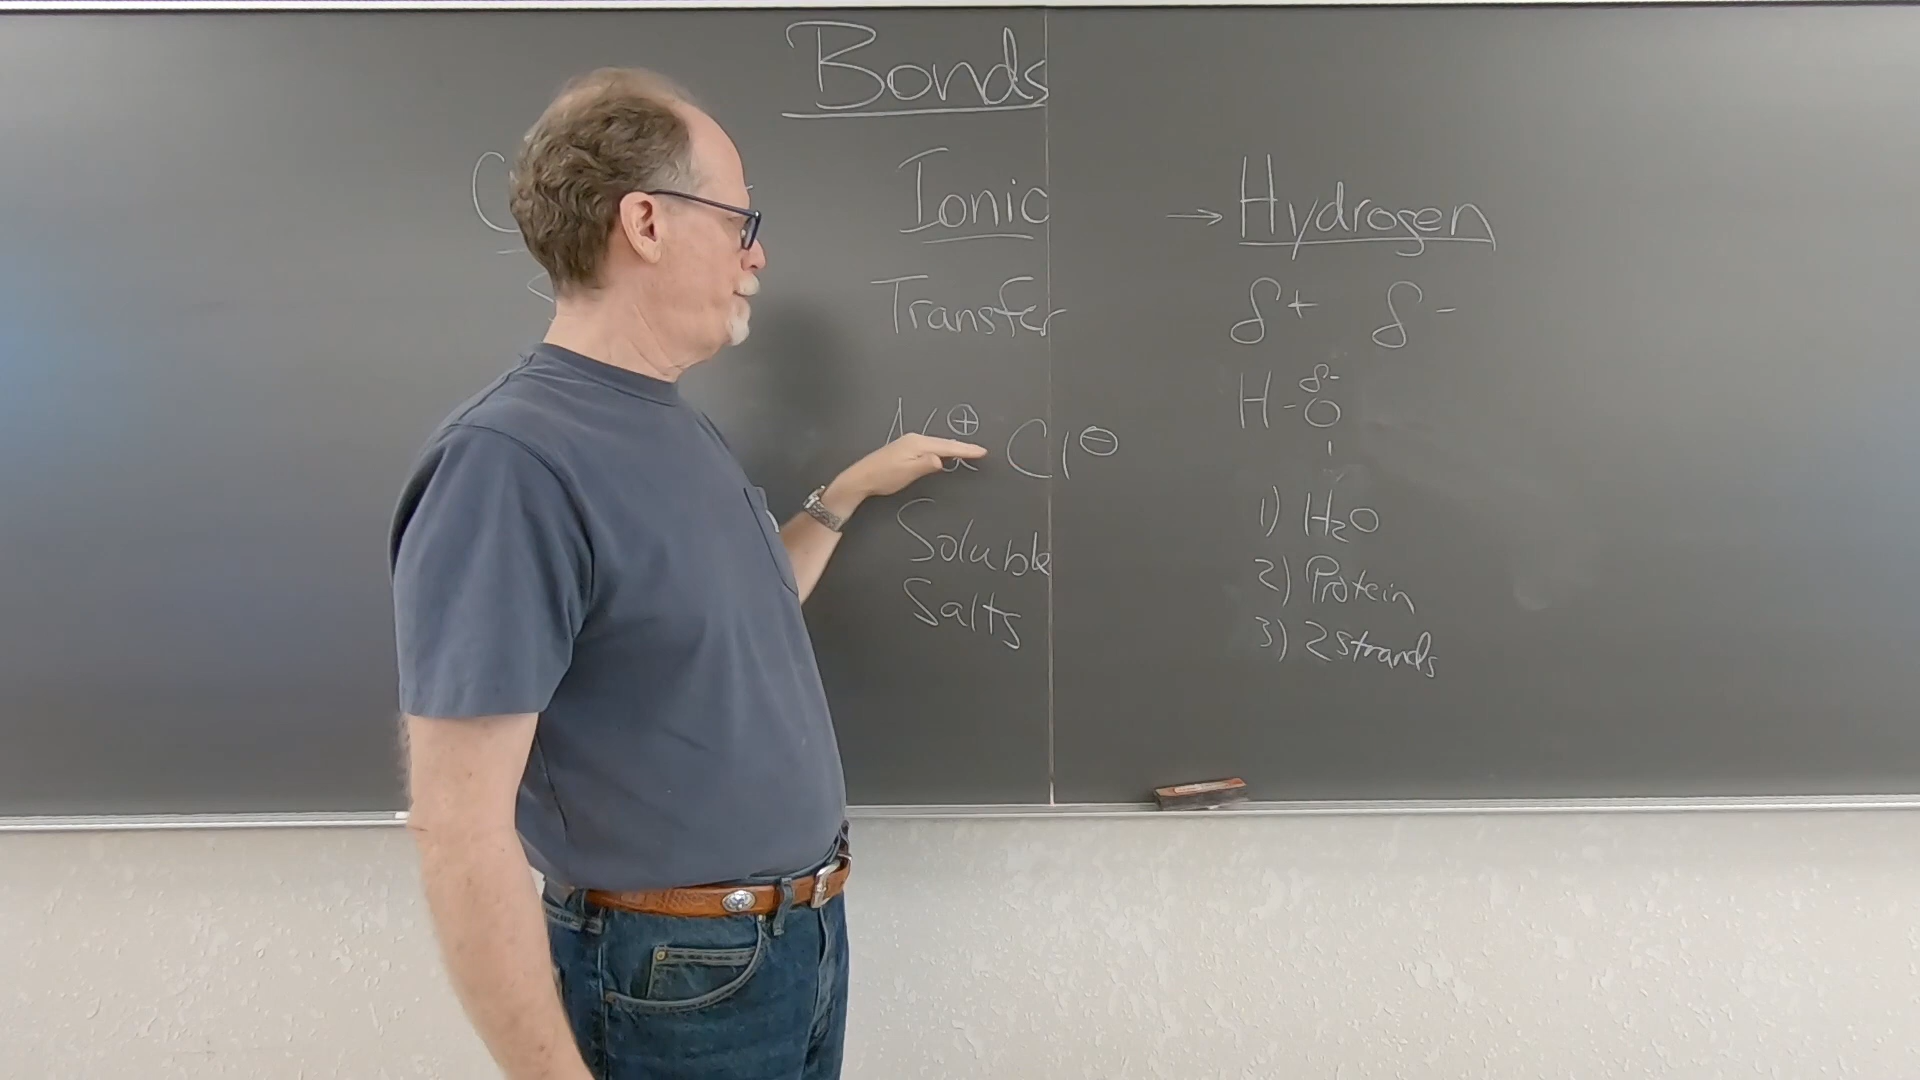 Bonds
Ionic
Transfer
Na⊕ Cl⊖
Soluble
Salts
→ Hydrogen
δ+ δ-
δ-
H-O
1) H2O
2) Protein
3) 2 strands